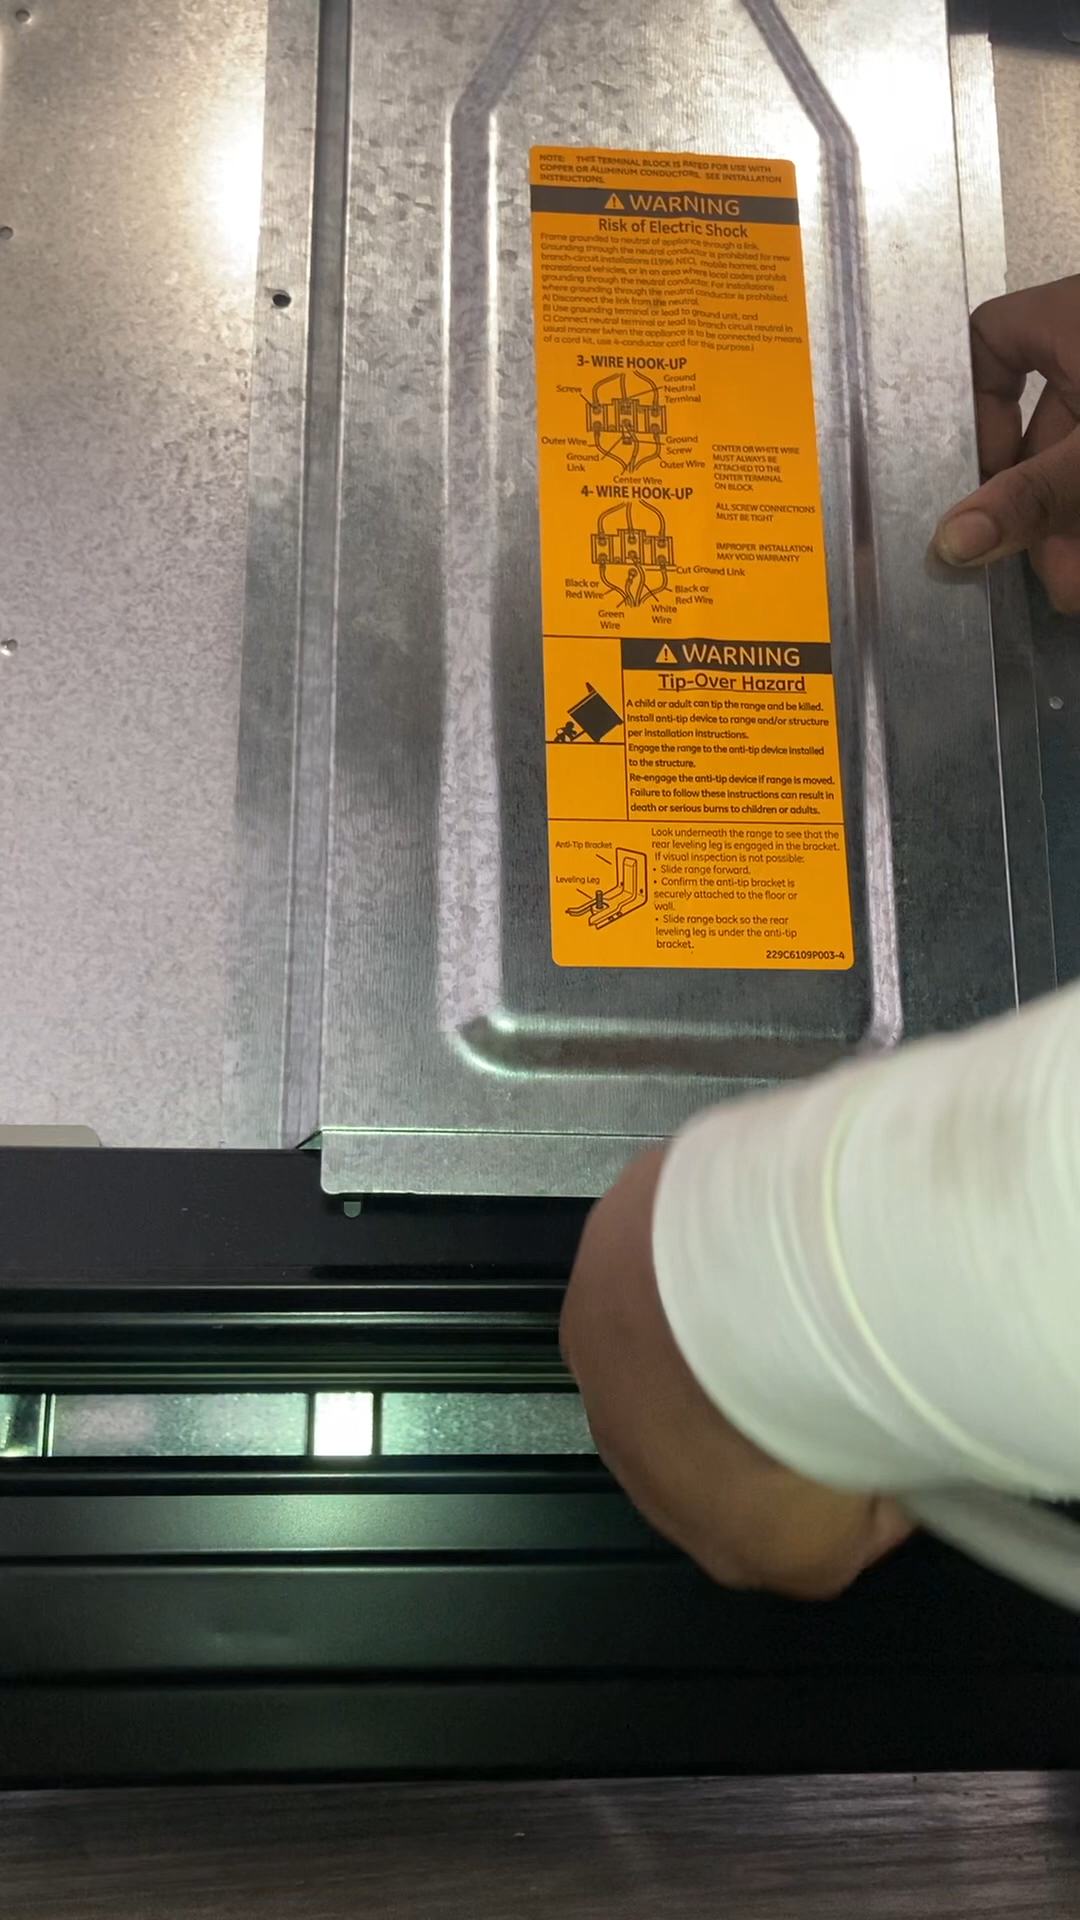 NOTE: THIS TERMINAL BLOCK IS RATED FOR USE WITH
COPPER OR ALUMINUM CONDUCTORS. SEE INSTALLATION
INSTRUCTIONS.
WARNING
Risk of Electric Shock
Frame grounded to neutral of appliance through a link.
Grounding through the neutral conductor is prohibited for new
branch-circuit installations (1996 NEC), mobile homes, and
recreational vehicles, or in an area where local codes prohibit
grounding through the neutral conductor. For installations
where grounding through the neutral conductor is prohibited.
A) Disconnect the link from the neutral.
B) Use grounding terminal or lead to ground unit, and
C) Connect neutral terminal or lead to branch circuit neutral in
usual manner (when the appliance is to be connected by means
of a cord kit, use 4-conductor cord for this purpose.)
3-WIRE HOOK-UP
Screw
Ground
Neutral
Terminal
Outer Wire
Ground
Link
Center Wire
Ground
Screw
Outer Wire
CENTER OR WHITE WIRE
MUST ALWAYS BE
ATTACHED TO THE
CENTER TERMINAL
ON BLOCK
4-WIRE HOOK-UP
ALL SCREW CONNECTIONS
MUST BE TIGHT
IMPROPER INSTALLATION
MAY VOID WARRANTY
Cut Ground Link
Black or
Red Wire
Green
Wire
White
Wire
Black or
Red Wire
WARNING
Tip-Over Hazard
A child or adult can tip the range and be killed.
Install anti-tip device to range and/or structure
per installation instructions.
Engage the range to the anti-tip device installed
to the structure.
Re-engage the anti-tip device if range is moved.
Failure to follow these instructions can result in
death or serious burns to children or adults.
Anti-Tip Bracket
Leveling Leg
Look underneath the range to see that the
rear leveling leg is engaged in the bracket.
If visual inspection is not possible:
• Slide range forward.
• Confirm the anti-tip bracket is
securely attached to the floor or
wall.
• Slide range back so the rear
leveling leg is under the anti-tip
bracket.
229C6109P003-4